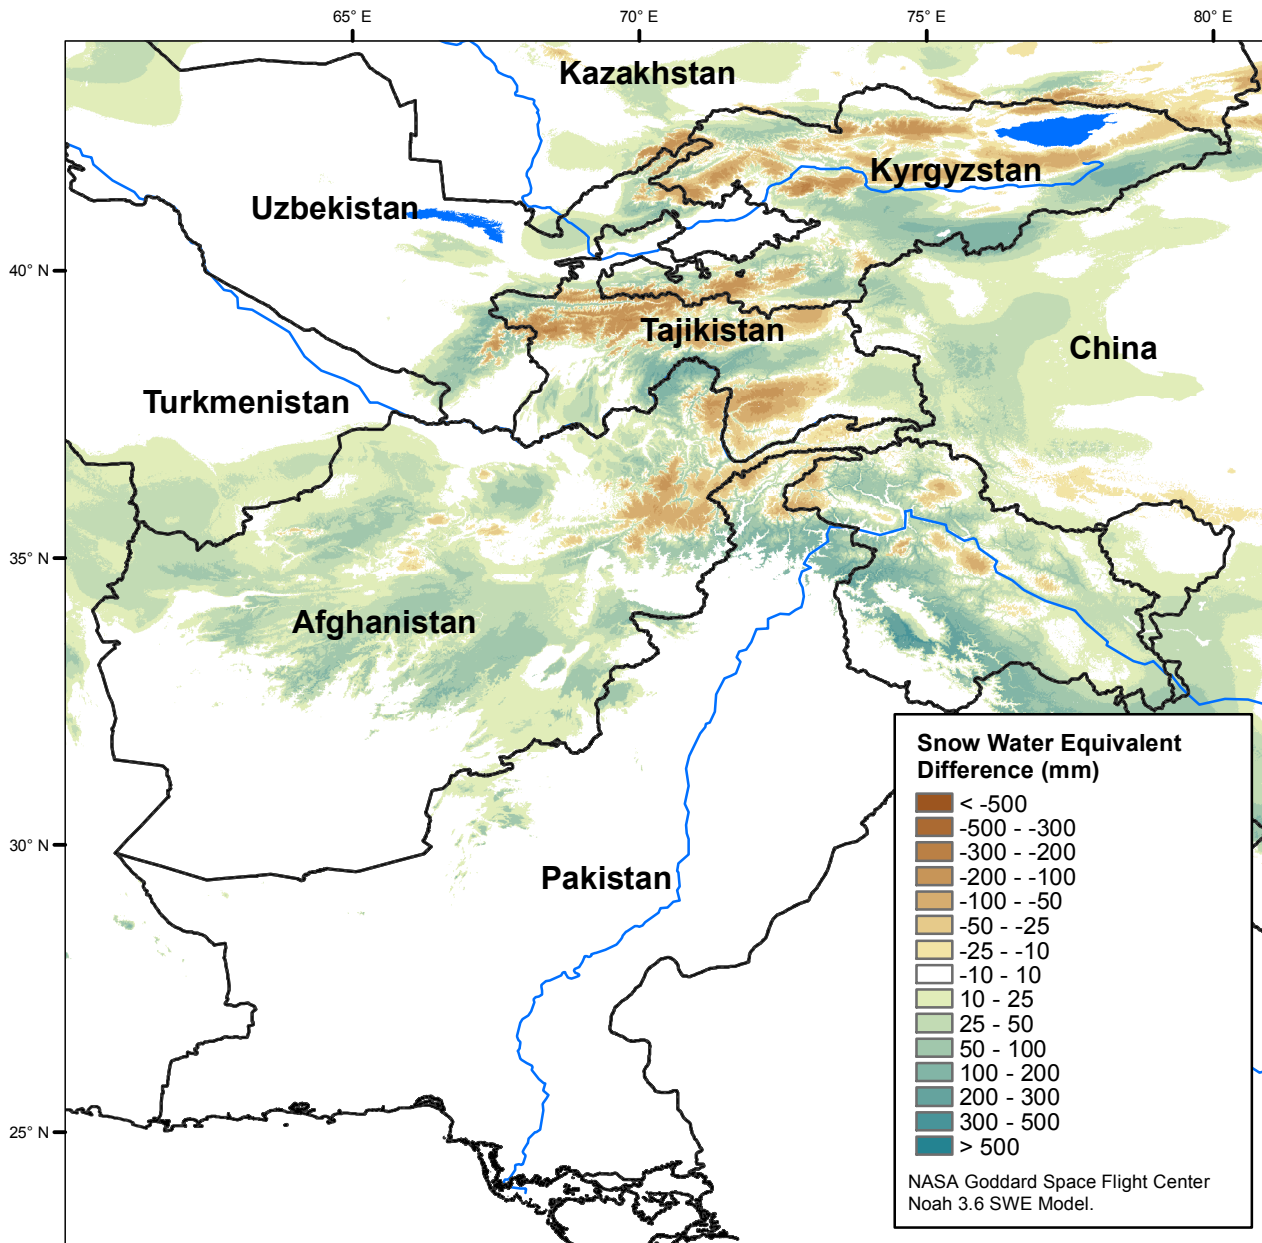 65° E
70° E
75° E
80° E
Kazakhstan
Kyrgyzstan
Uzbekistan
40° N
Tajikistan
China
Turkmenistan
35° N
Afghanistan
Snow Water Equivalent
Difference (mm)
< -500
-500 - -300
-300 - -200
-200 - -100
-100 - -50
-50 - -25
-25 - -10
-10 - 10
10 - 25
25 - 50
50 - 100
100 - 200
200 - 300
300 - 500
> 500
30° N
Pakistan
25° N
NASA Goddard Space Flight Center
Noah 3.6 SWE Model.